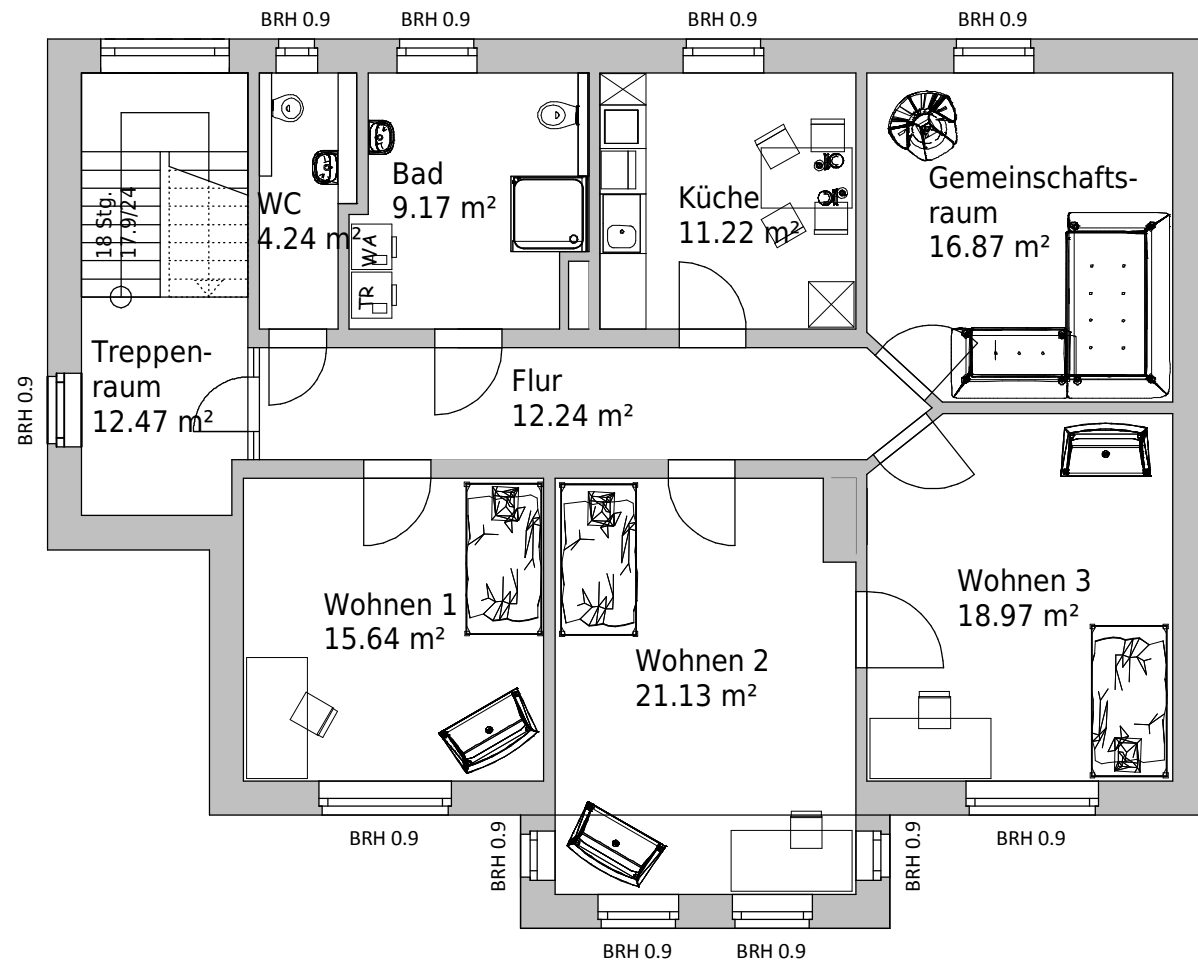 BRH 0.9
BRH 0.9
BRH 0.9
BRH 0.9
18 Stg.
17.9/24
WC
4.24 m²
Bad
9.17 m²
WA
TR
Küche
11.22 m²
Gemeinschafts-
raum
16.87 m²
Treppen-
raum
12.47 m²
BRH 0.9
Flur
12.24 m²
Wohnen 1
15.64 m²
Wohnen 2
21.13 m²
Wohnen 3
18.97 m²
BRH 0.9
BRH 0.9
BRH 0.9
BRH 0.9
BRH 0.9
BRH 0.9